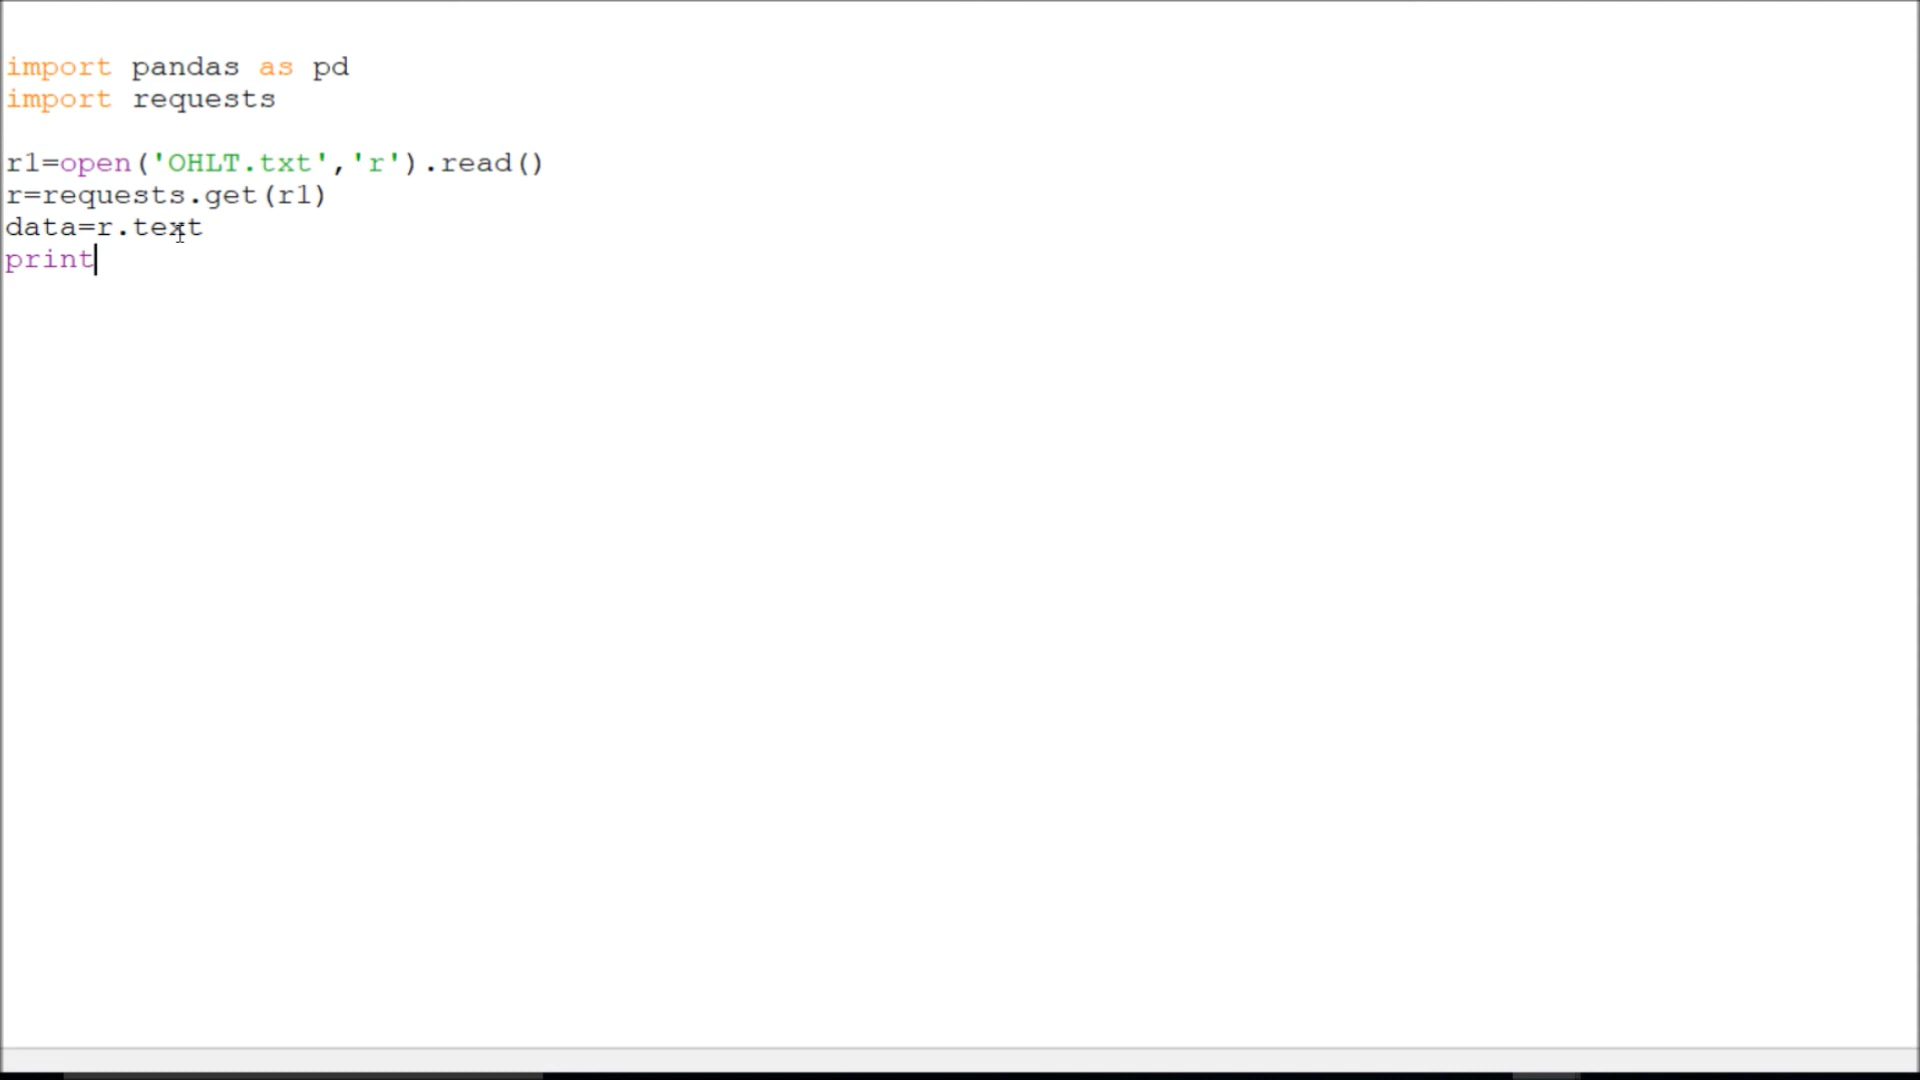 import pandas as pd
import requests
r1=open('OHLT.txt','r').read()
r=requests.get(r1)
data=r.text
print